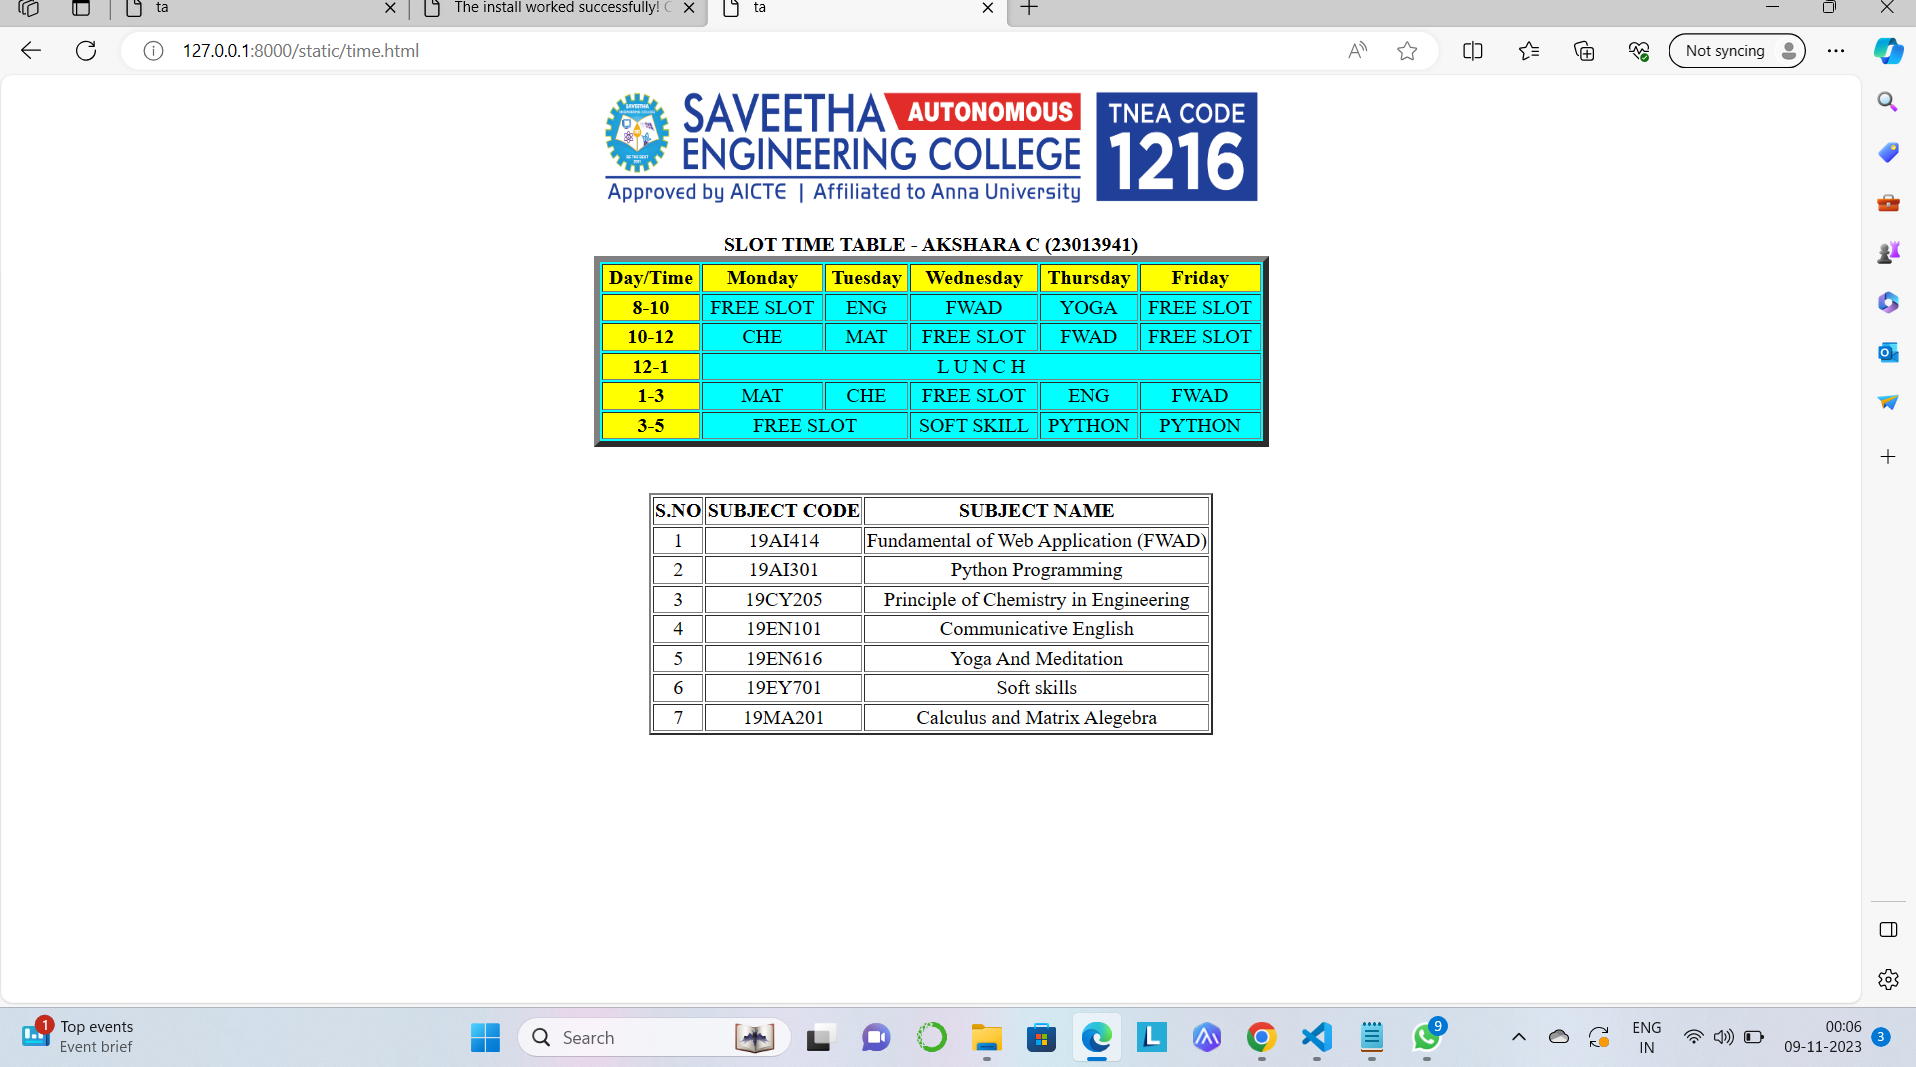 ta
The install worked successfully! C
ta
127.0.0.1:8000/static/time.html
Not syncing
SAVEETHA AUTONOMOUS
ENGINEERING COLLEGE
Approved by AICTE | Affiliated to Anna University
TNEA CODE
1216
SLOT TIME TABLE - AKSHARA C (23013941)
Day/Time Monday Tuesday Wednesday Thursday Friday
8-10 FREE SLOT ENG FWAD YOGA FREE SLOT
10-12 CHE MAT FREE SLOT FWAD FREE SLOT
12-1 L U N C H
1-3 MAT CHE FREE SLOT ENG FWAD
3-5 FREE SLOT SOFT SKILL PYTHON PYTHON
S.NO SUBJECT CODE SUBJECT NAME
1 19AI414 Fundamental of Web Application (FWAD)
2 19AI301 Python Programming
3 19CY205 Principle of Chemistry in Engineering
4 19EN101 Communicative English
5 19EN616 Yoga And Meditation
6 19EY701 Soft skills
7 19MA201 Calculus and Matrix Alegebra
1
Top events
Event brief
Search
9
ENG
IN
00:06
09-11-2023
3